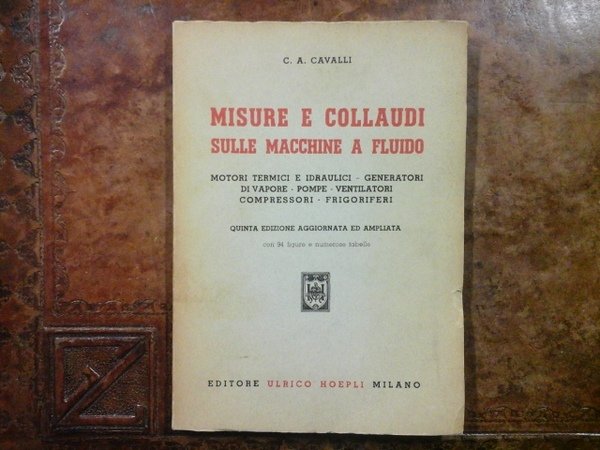 C. A. CAVALLI
MISURE E COLLAUDI
SULLE MACCHINE A FLUIDO
MOTORI TERMICI E IDRAULICI - GENERATORI
DI VAPORE - POMPE - VENTILATORI
COMPRESSORI - FRIGORIFERI
QUINTA EDIZIONE AGGIORNATA ED AMPLIATA
con 94 figure e numerose tabelle
EDITORE ULRICO HOEPLI MILANO